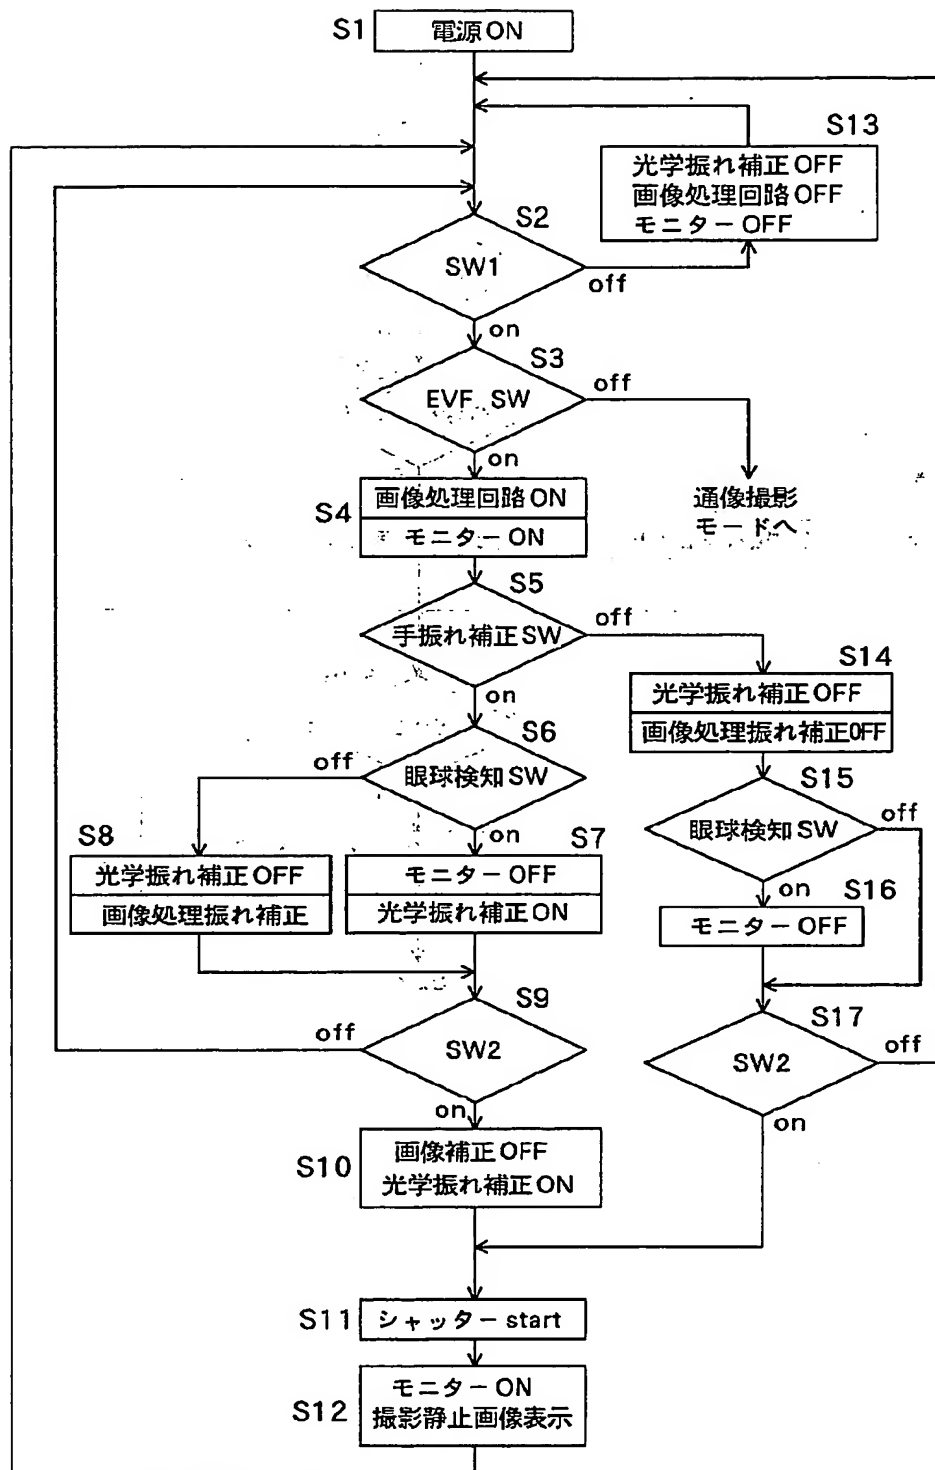 S1
電源ON
S13
光学振れ補正OFF
画像処理回路OFF
モニターOFF
S2
SW1
off
on
S3
EVF SW
off
on
通像撮影
モードへ
S4
画像処理回路ON
モニターON
S5
手振れ補正SW
off
on
S14
光学振れ補正OFF
画像処理振れ補正OFF
S6
眼球検知SW
off
on
S15
眼球検知SW
off
on
S8
光学振れ補正OFF
画像処理振れ補正
S7
モニターOFF
光学振れ補正ON
S16
モニターOFF
S9
SW2
off
on
S17
SW2
off
on
S10
画像補正OFF
光学振れ補正ON
S11
シャッターstart
S12
モニターON
撮影静止画像表示